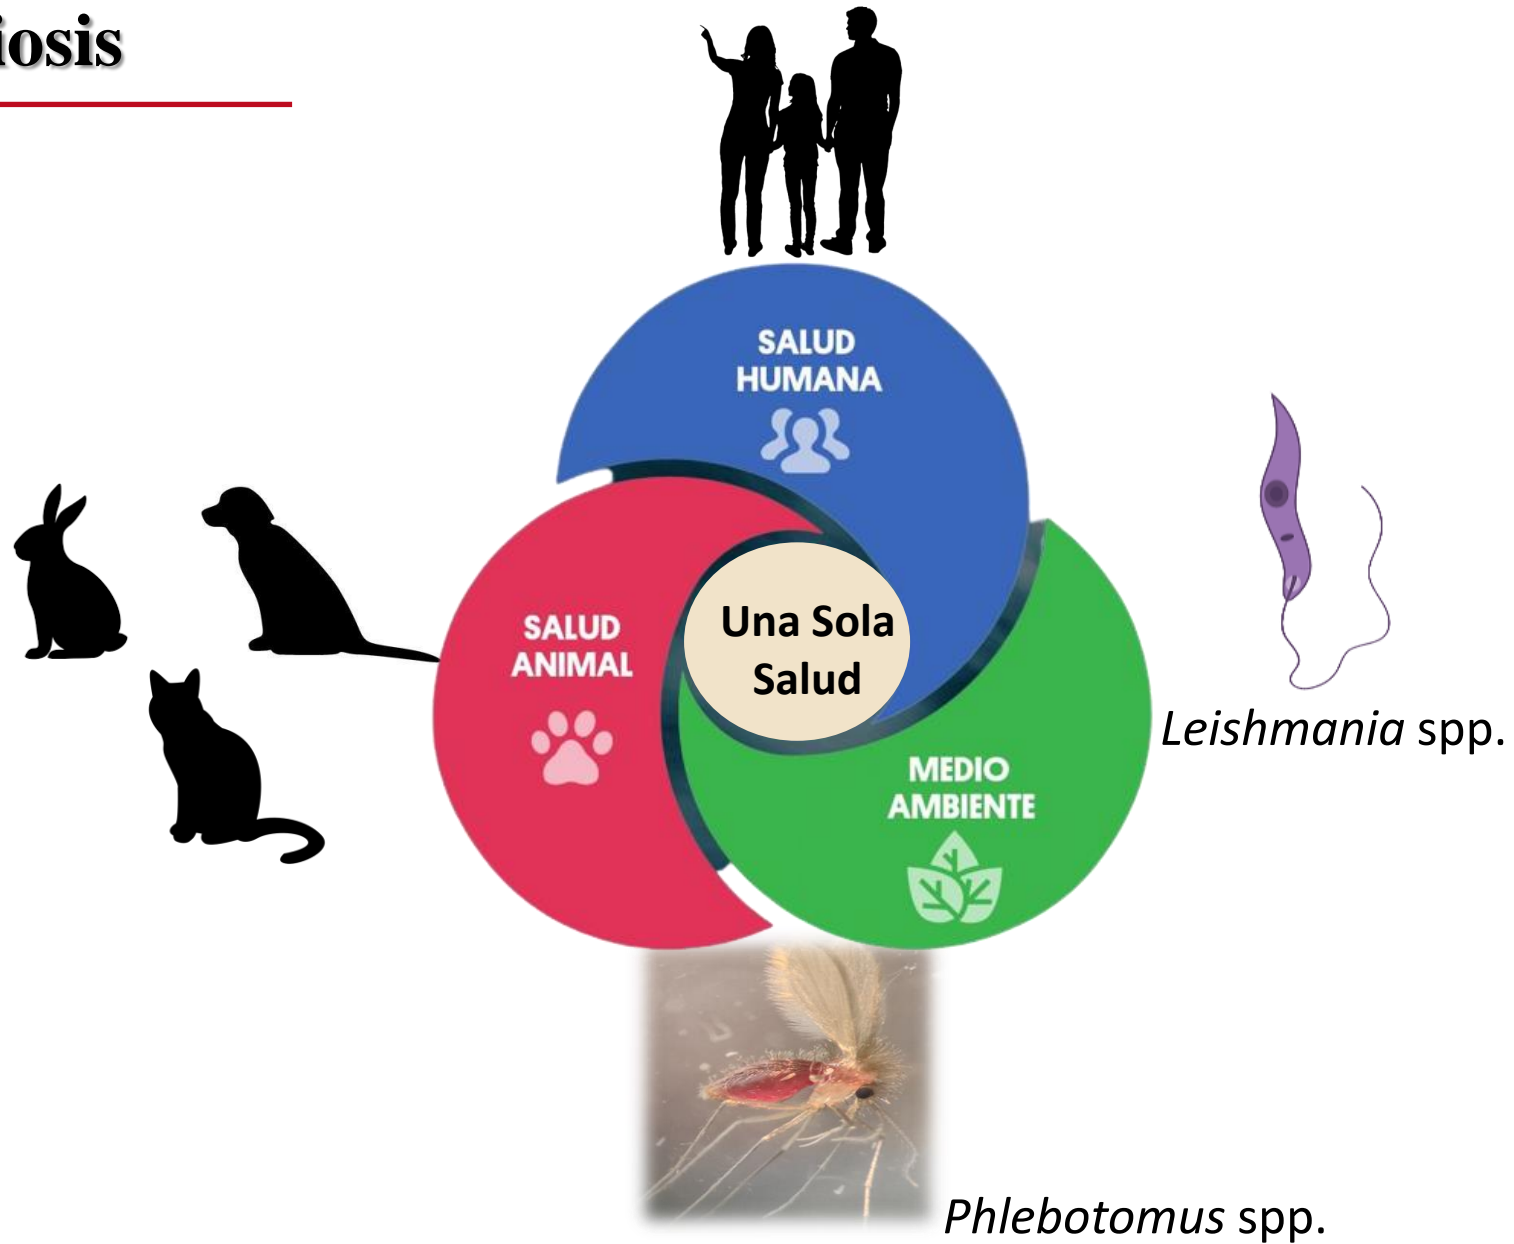 iosis
SALUD
HUMANA
SALUD
ANIMAL
Una Sola
Salud
MEDIO
AMBIENTE
Leishmania spp.
Phlebotomus spp.